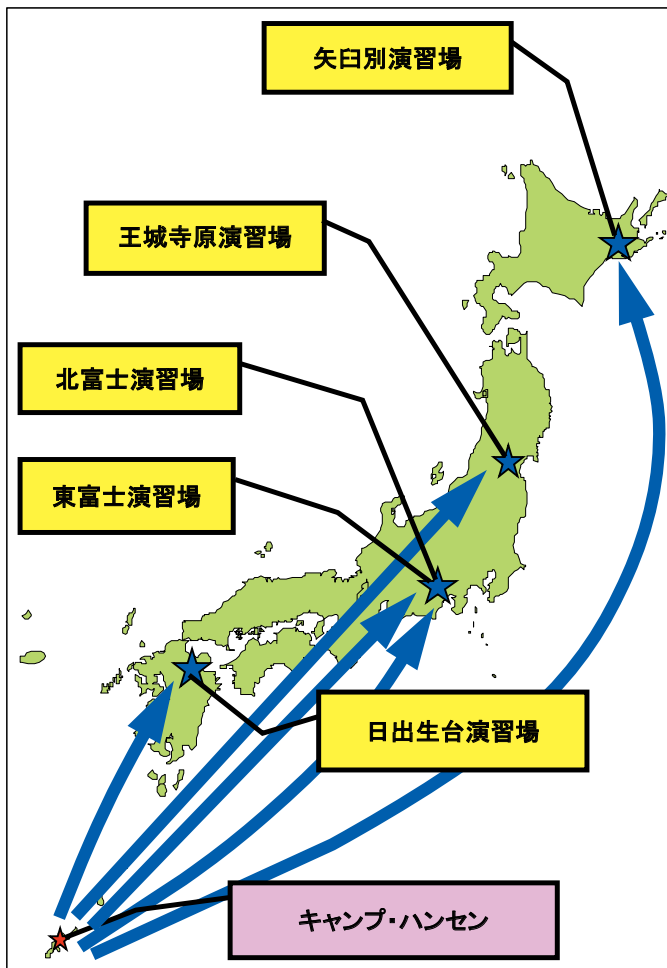 矢臼別演習場
王城寺原演習場
北富士演習場
東富士演習場
日出生台演習場
キャンプ・ハンセン